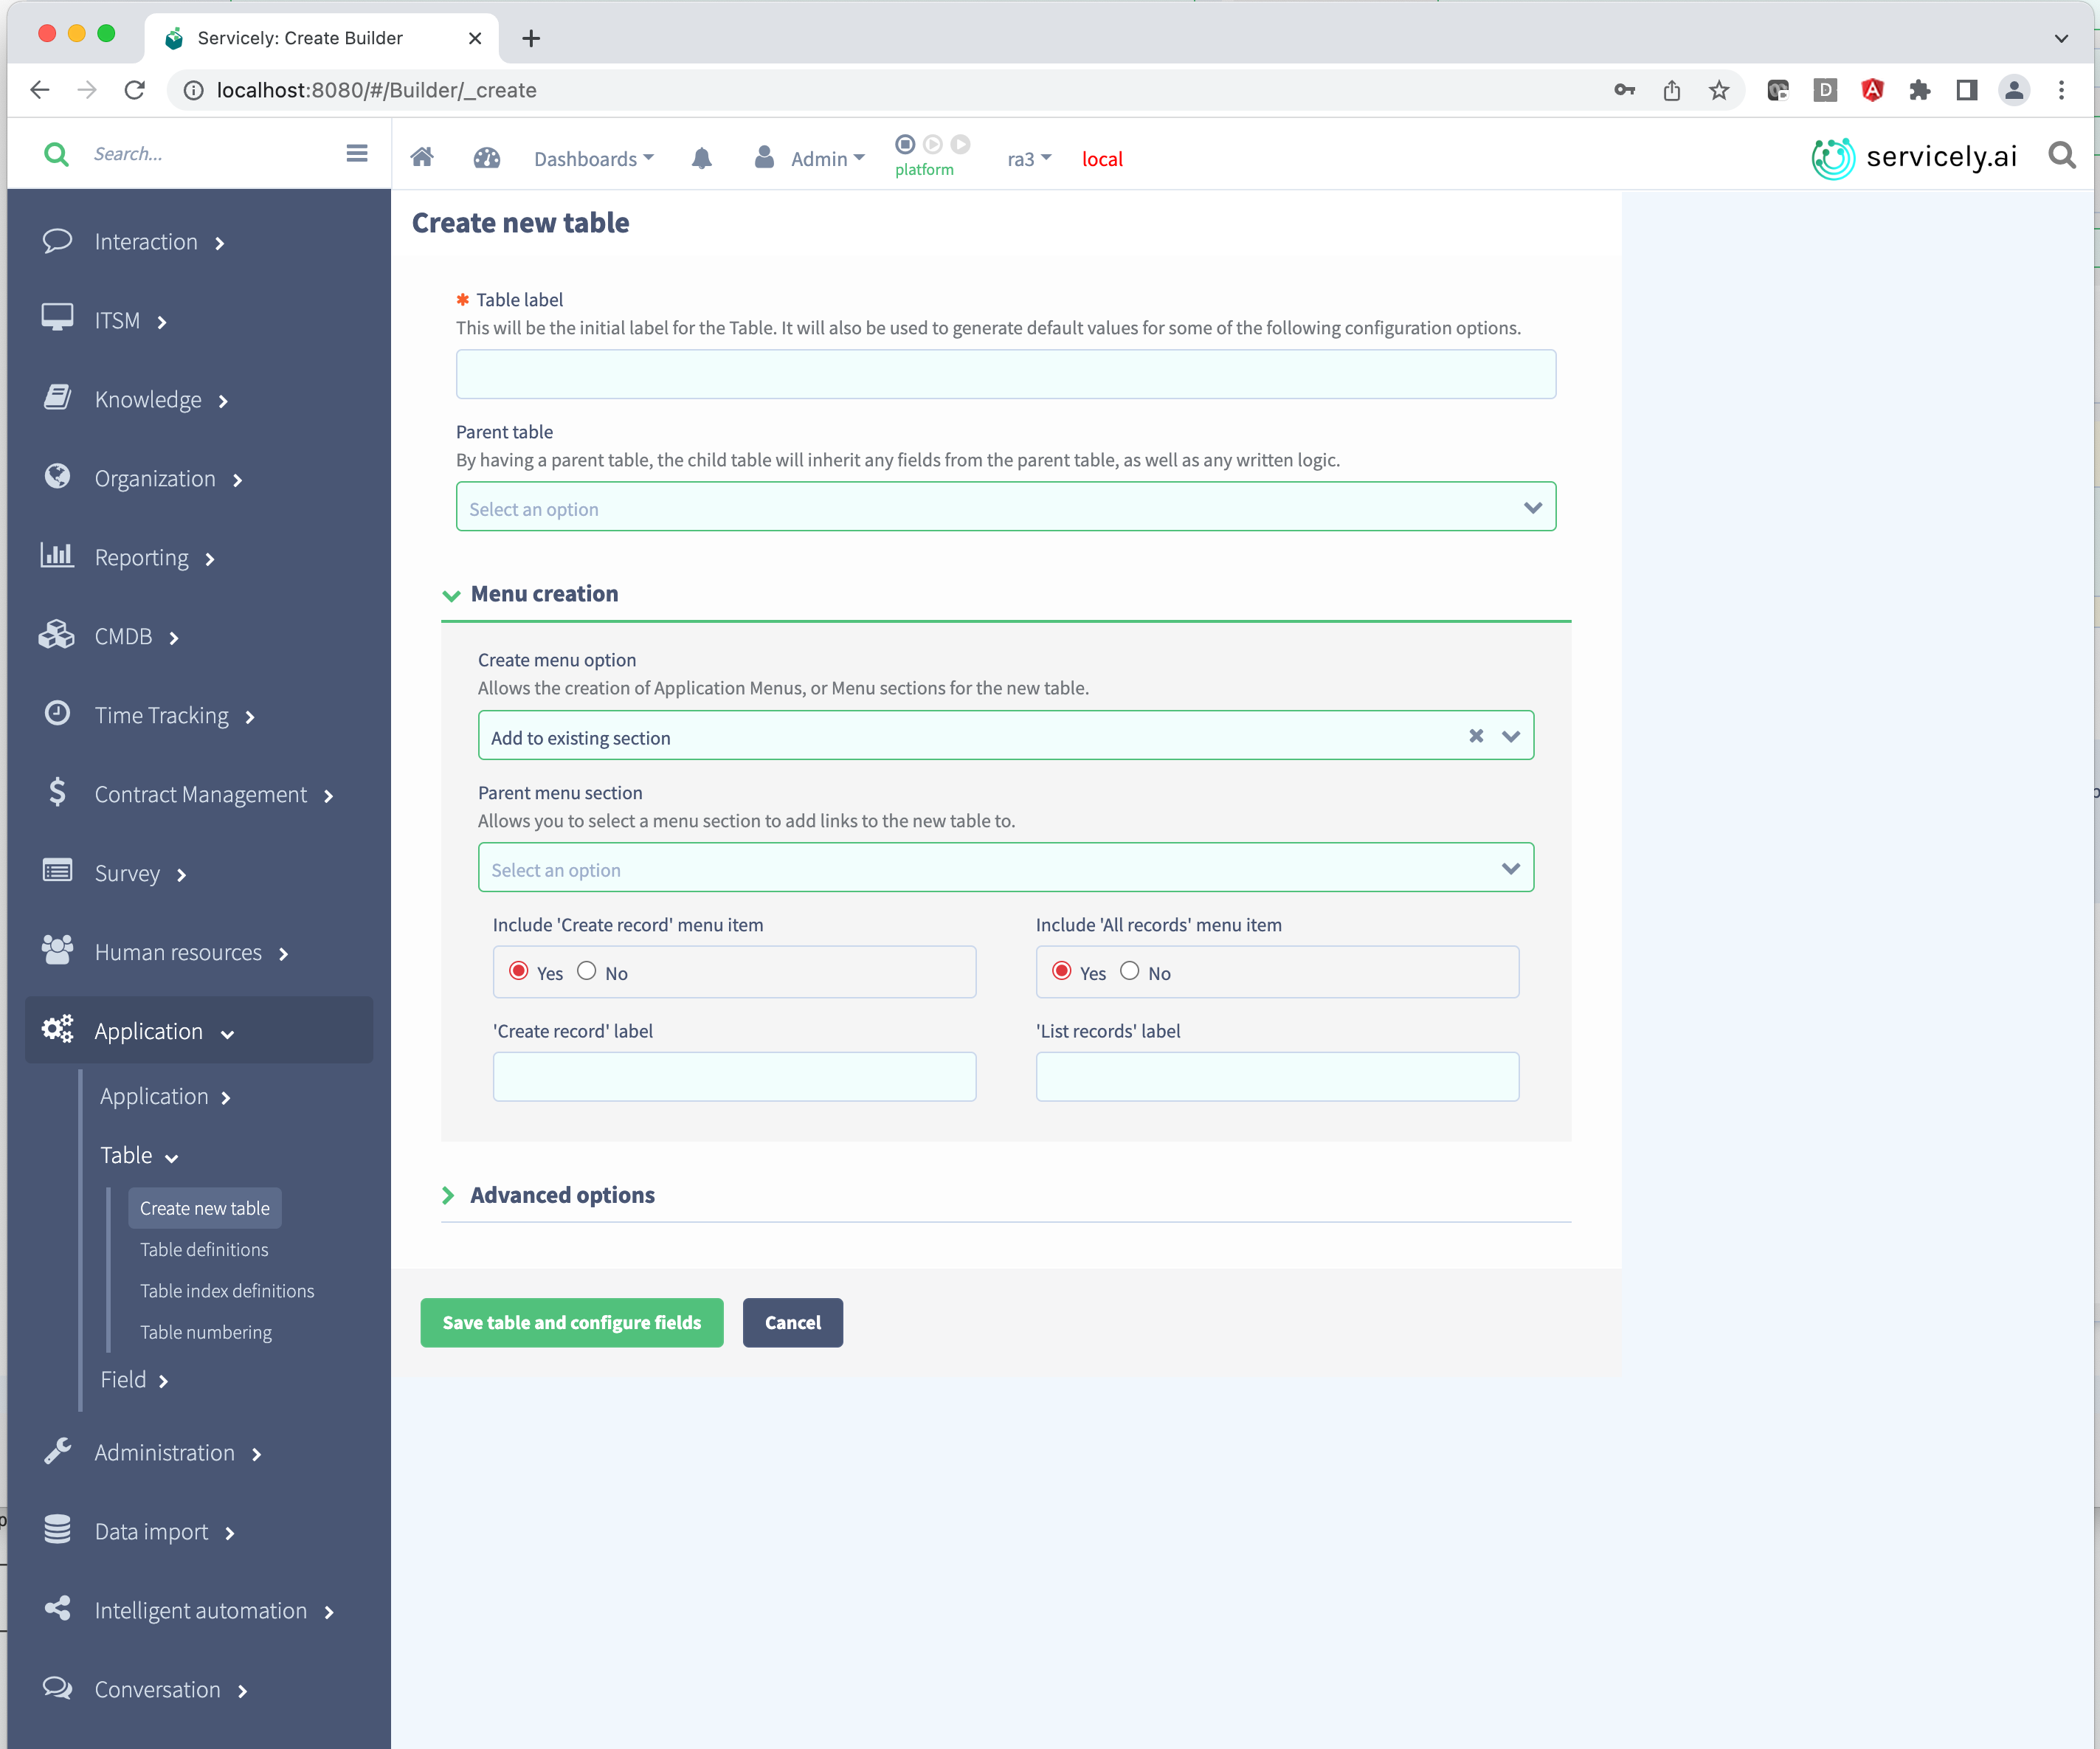 Servicely: Create Builder
localhost:8080/#/Builder/_create
Search...
Dashboards
Admin
platform
ra3
local
servicely.ai
Interaction
ITSM
Knowledge
Organization
Reporting
CMDB
Time Tracking
Contract Management
Survey
Human resources
Application
Application
Table
Create new table
Table definitions
Table index definitions
Table numbering
Field
Administration
Data import
Intelligent automation
Conversation
Create new table
* Table label
This will be the initial label for the Table. It will also be used to generate default values for some of the following configuration options.
Parent table
By having a parent table, the child table will inherit any fields from the parent table, as well as any written logic.
Select an option
Menu creation
Create menu option
Allows the creation of Application Menus, or Menu sections for the new table.
Add to existing section
Parent menu section
Allows you to select a menu section to add links to the new table to.
Select an option
Include 'Create record' menu item
Yes No
Include 'All records' menu item
Yes No
'Create record' label
'List records' label
Advanced options
Save table and configure fields
Cancel